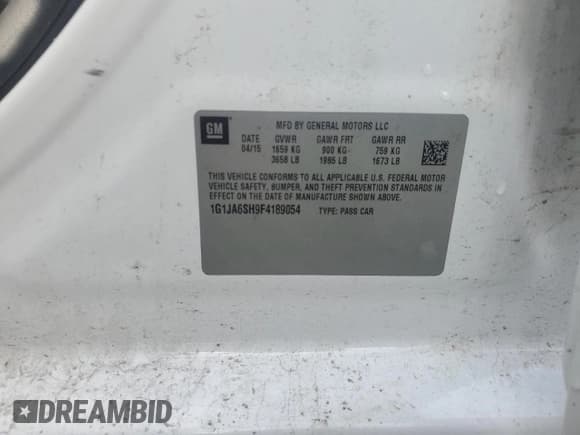 GM
MFD BY GENERAL MOTORS LLC
DATE GVWR GAWR FRT GAWR RR
04/15 1659 KG 900 KG 759 KG
3658 LB 1985 LB 1673 LB
THIS VEHICLE CONFORMS TO ALL APPLICABLE U.S. FEDERAL MOTOR
VEHICLE SAFETY, BUMPER, AND THEFT PREVENTION STANDARDS IN
EFFECT ON THE DATE OF MANUFACTURE SHOWN ABOVE.
1G1JA6SH9F4189054 TYPE: PASS CAR
DREAMBID